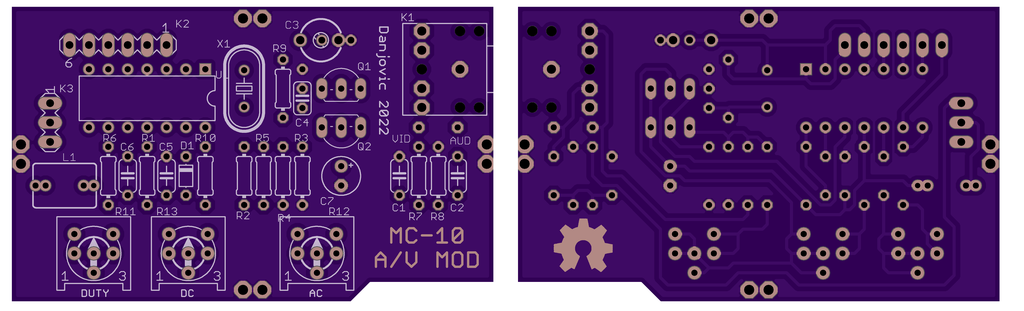 K2
1
6
K3
1
X1
U
C3
R9
C4
Q1
Q2
K1
Danjovic 2022
VID
AUD
R6
C6
R1
C5
D1
R10
R5
R3
L1
R2
R4
C7
C1
R7
R8
C2
R11
R13
R12
1
3
DUTY
1
3
DC
1
3
AC
MC-10
A/V MOD